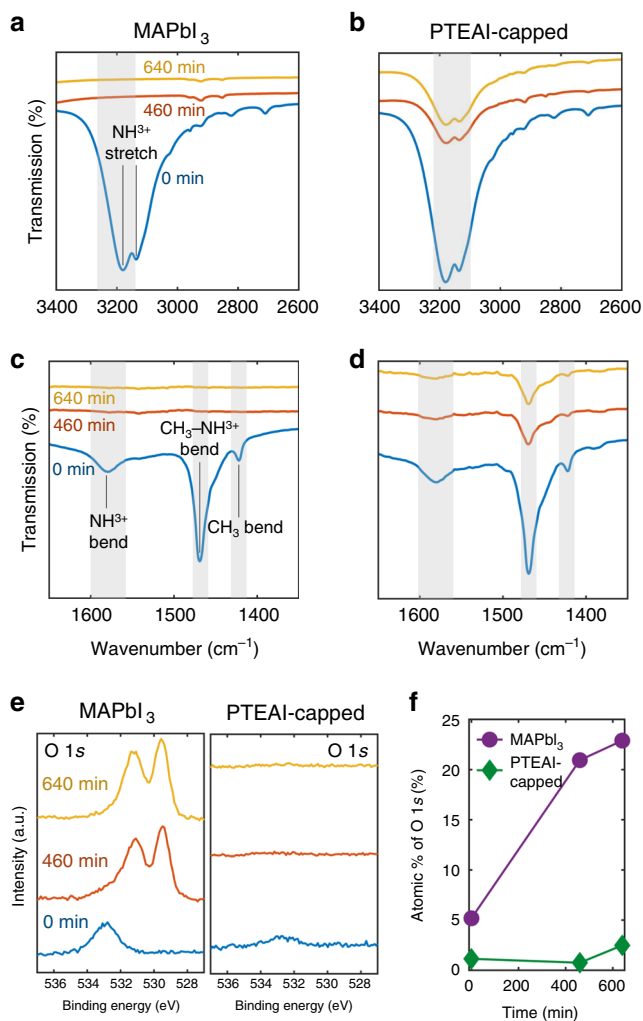 a
MAPbI3
640 min
460 min
NH3+
stretch
0 min
Transmission (%)
3400 3200 3000 2800 2600
b
PTEAI-capped
3400 3200 3000 2800 2600
c
640 min
460 min
CH3–NH3+
bend
0 min
NH3+
bend
CH3 bend
Transmission (%)
1600 1500 1400
Wavenumber (cm−1)
d
1600 1500 1400
Wavenumber (cm−1)
e
MAPbI3
O 1s
640 min
460 min
0 min
Intensity (a.u.)
536 534 532 530 528
Binding energy (eV)
PTEAI-capped
O 1s
536 534 532 530 528
Binding energy (eV)
f
25
20
15
10
5
0
MAPbI3
PTEAI-
capped
Atomic % of O 1s (%)
0 200 400 600
Time (min)